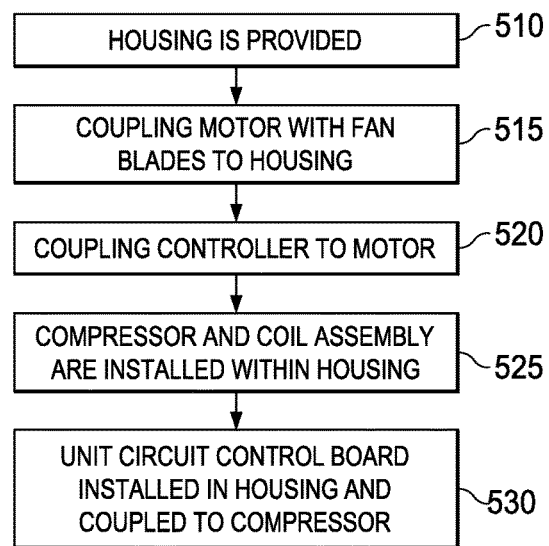 HOUSING IS PROVIDED
510
COUPLING MOTOR WITH FAN
BLADES TO HOUSING
515
COUPLING CONTROLLER TO MOTOR
520
COMPRESSOR AND COIL ASSEMBLY
ARE INSTALLED WITHIN HOUSING
525
UNIT CIRCUIT CONTROL BOARD
INSTALLED IN HOUSING AND
COUPLED TO COMPRESSOR
530